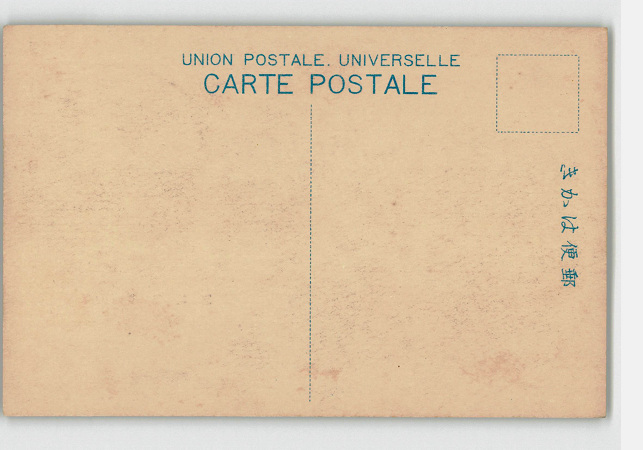 UNION POSTALE. UNIVERSELLE
CARTE POSTALE
きかは便郵